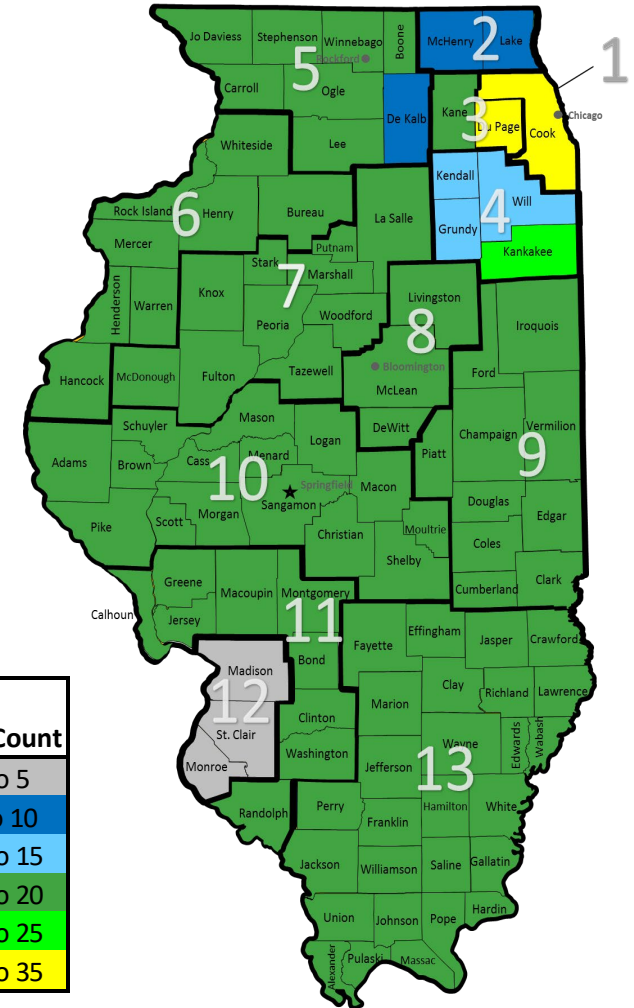 Jo Daviess
Stephenson
Winnebago
Boone
McHenry
Lake
2
1
5
Rockford
Carroll
Ogle
De Kalb
Kane
3
Du Page
Cook
Chicago
Whiteside
Lee
Kendall
Will
4
Grundy
Kankakee
Rock Island
6
Henry
Bureau
La Salle
Mercer
Putnam
Stark
Marshall
7
Henderson
Warren
Knox
Peoria
Woodford
Livingston
8
Iroquois
Hancock
McDonough
Fulton
Tazewell
Bloomington
McLean
Ford
Schuyler
Mason
Logan
DeWitt
Piatt
Champaign
Vermilion
9
Adams
Brown
Cass
Menard
10
Springfield
Sangamon
Macon
Pike
Scott
Morgan
Christian
Moultrie
Shelby
Douglas
Edgar
Coles
Cumberland
Clark
Calhoun
Greene
Jersey
Macoupin
Montgomery
11
Bond
Fayette
Effingham
Jasper
Crawford
Madison
12
St. Clair
Monroe
Clinton
Washington
Marion
Clay
Richland
Lawrence
Wayne
Edwards
Wabash
13
Jefferson
Randolph
Perry
Franklin
Hamilton
White
Jackson
Williamson
Saline
Gallatin
Union
Johnson
Pope
Hardin
Alexander
Pulaski
Massac
Count
o 5
o 10
o 15
o 20
o 25
o 35